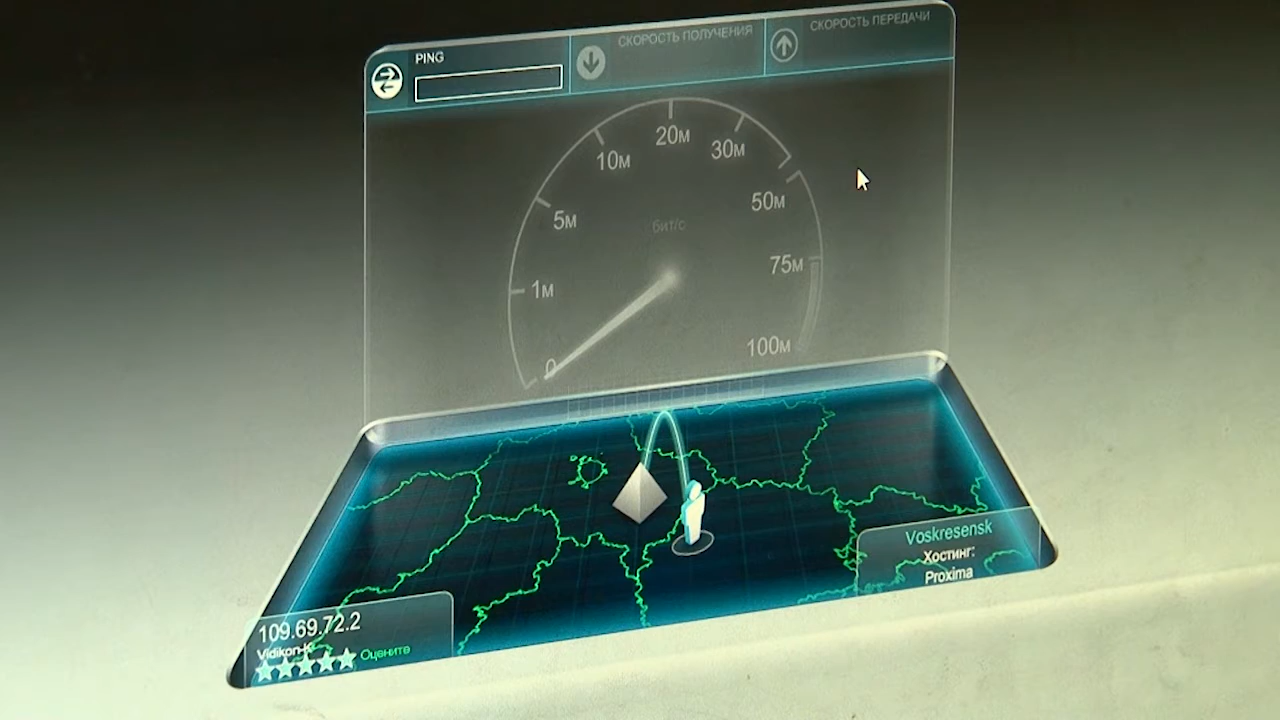 PING
СКОРОСТЬ ПОЛУЧЕНИЯ
СКОРОСТЬ ПЕРЕДАЧИ
20м
10м
30м
5м
50м
бит/с
75м
1м
100м
0
Voskresensk
Хостинг:
Proxima
109.69.72.2
Vidikon-K
Оцените